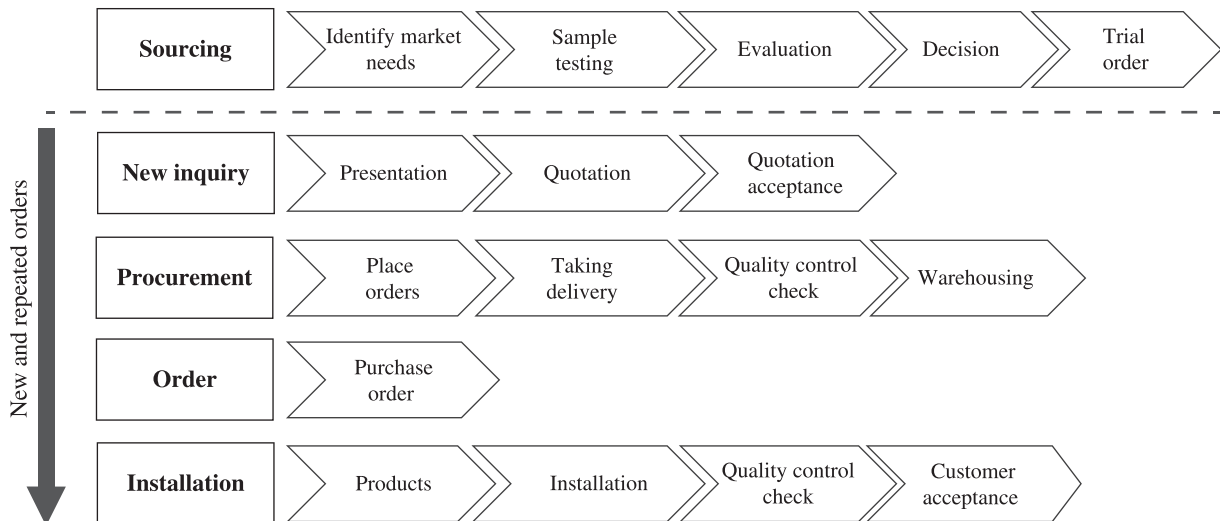 Sourcing
Identify market
needs
Sample
testing
Evaluation
Decision
Trial
order
New and repeated orders
New inquiry
Presentation
Quotation
Quotation
acceptance
Procurement
Place
orders
Taking
delivery
Quality control
check
Warehousing
Order
Purchase
order
Installation
Products
Installation
Quality control
check
Customer
acceptance